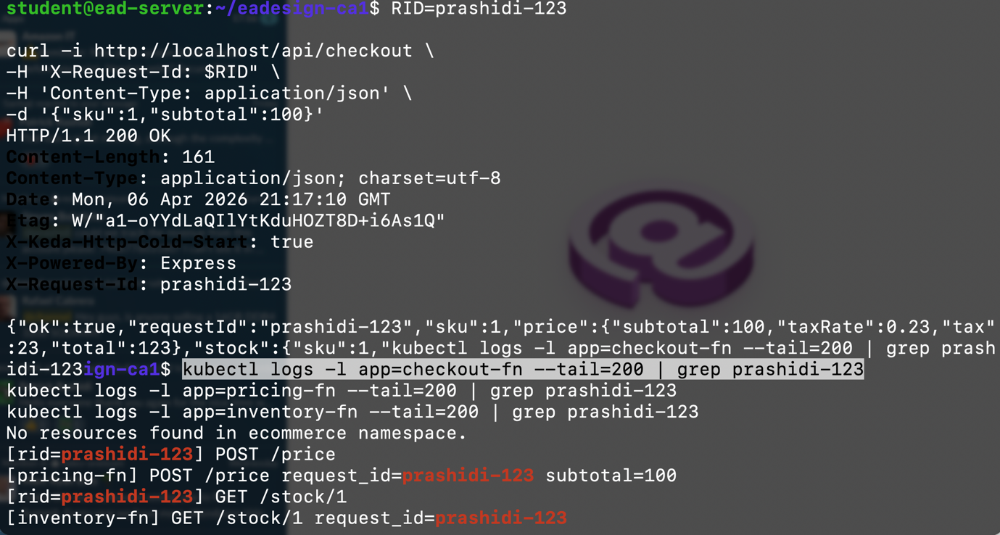 student@ead-server:~/eadesign-ca1$ RID=prashidi-123
curl -i http://localhost/api/checkout \
-H "X-Request-Id: $RID" \
-H 'Content-Type: application/json' \
-d '{"sku":1,"subtotal":100}'
HTTP/1.1 200 OK
Content-Length: 161
Content-Type: application/json; charset=utf-8
Date: Mon, 06 Apr 2026 21:17:10 GMT
Etag: W/"a1-oYYdLaQIlYtKduHOZT8D+i6As1Q"
X-Keda-Http-Cold-Start: true
X-Powered-By: Express
X-Request-Id: prashidi-123
{"ok":true,"requestId":"prashidi-123","sku":1,"price":{"subtotal":100,"taxRate":0.23,"tax"
:23,"total":123},"stock":{"sku":1,"kubectl logs -l app=checkout-fn --tail=200 | grep prash
idi-123ign-ca1$ kubectl logs -l app=checkout-fn --tail=200 | grep prashidi-123
kubectl logs -l app=pricing-fn --tail=200 | grep prashidi-123
kubectl logs -l app=inventory-fn --tail=200 | grep prashidi-123
No resources found in ecommerce namespace.
[rid=prashidi-123] POST /price
[pricing-fn] POST /price request_id=prashidi-123 subtotal=100
[rid=prashidi-123] GET /stock/1
[inventory-fn] GET /stock/1 request_id=prashidi-123